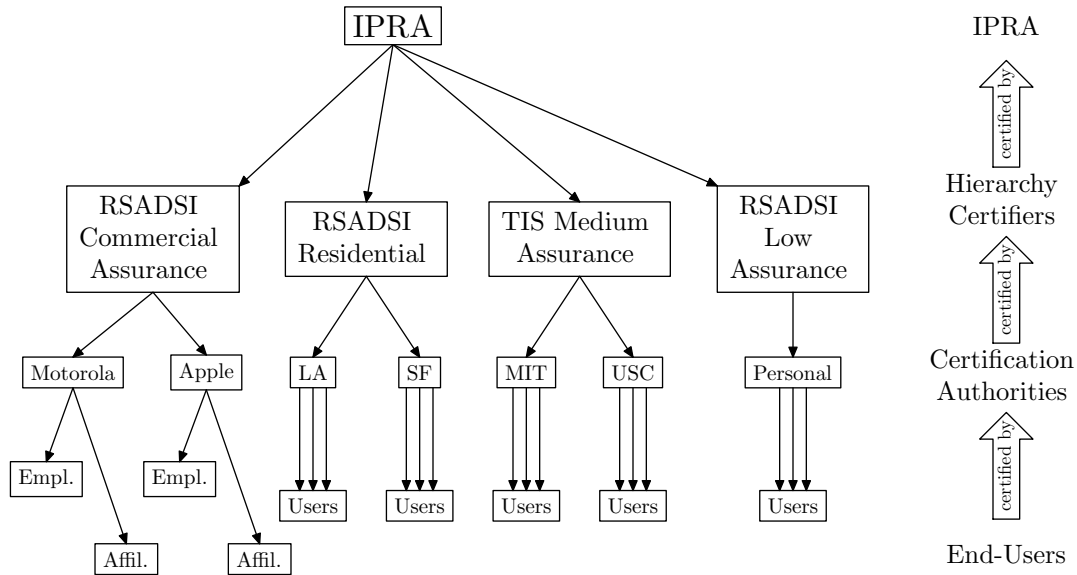 IPRA
IPRA
certified by
RSADSI
Commercial
Assurance
RSADSI
Residential
TIS Medium
Assurance
RSADSI
Low
Assurance
Hierarchy
Certifiers
certified by
Motorola
Apple
LA
SF
MIT
USC
Personal
Certification
Authorities
certified by
Empl.
Empl.
Users
Users
Users
Users
Users
Affil.
Affil.
End-Users